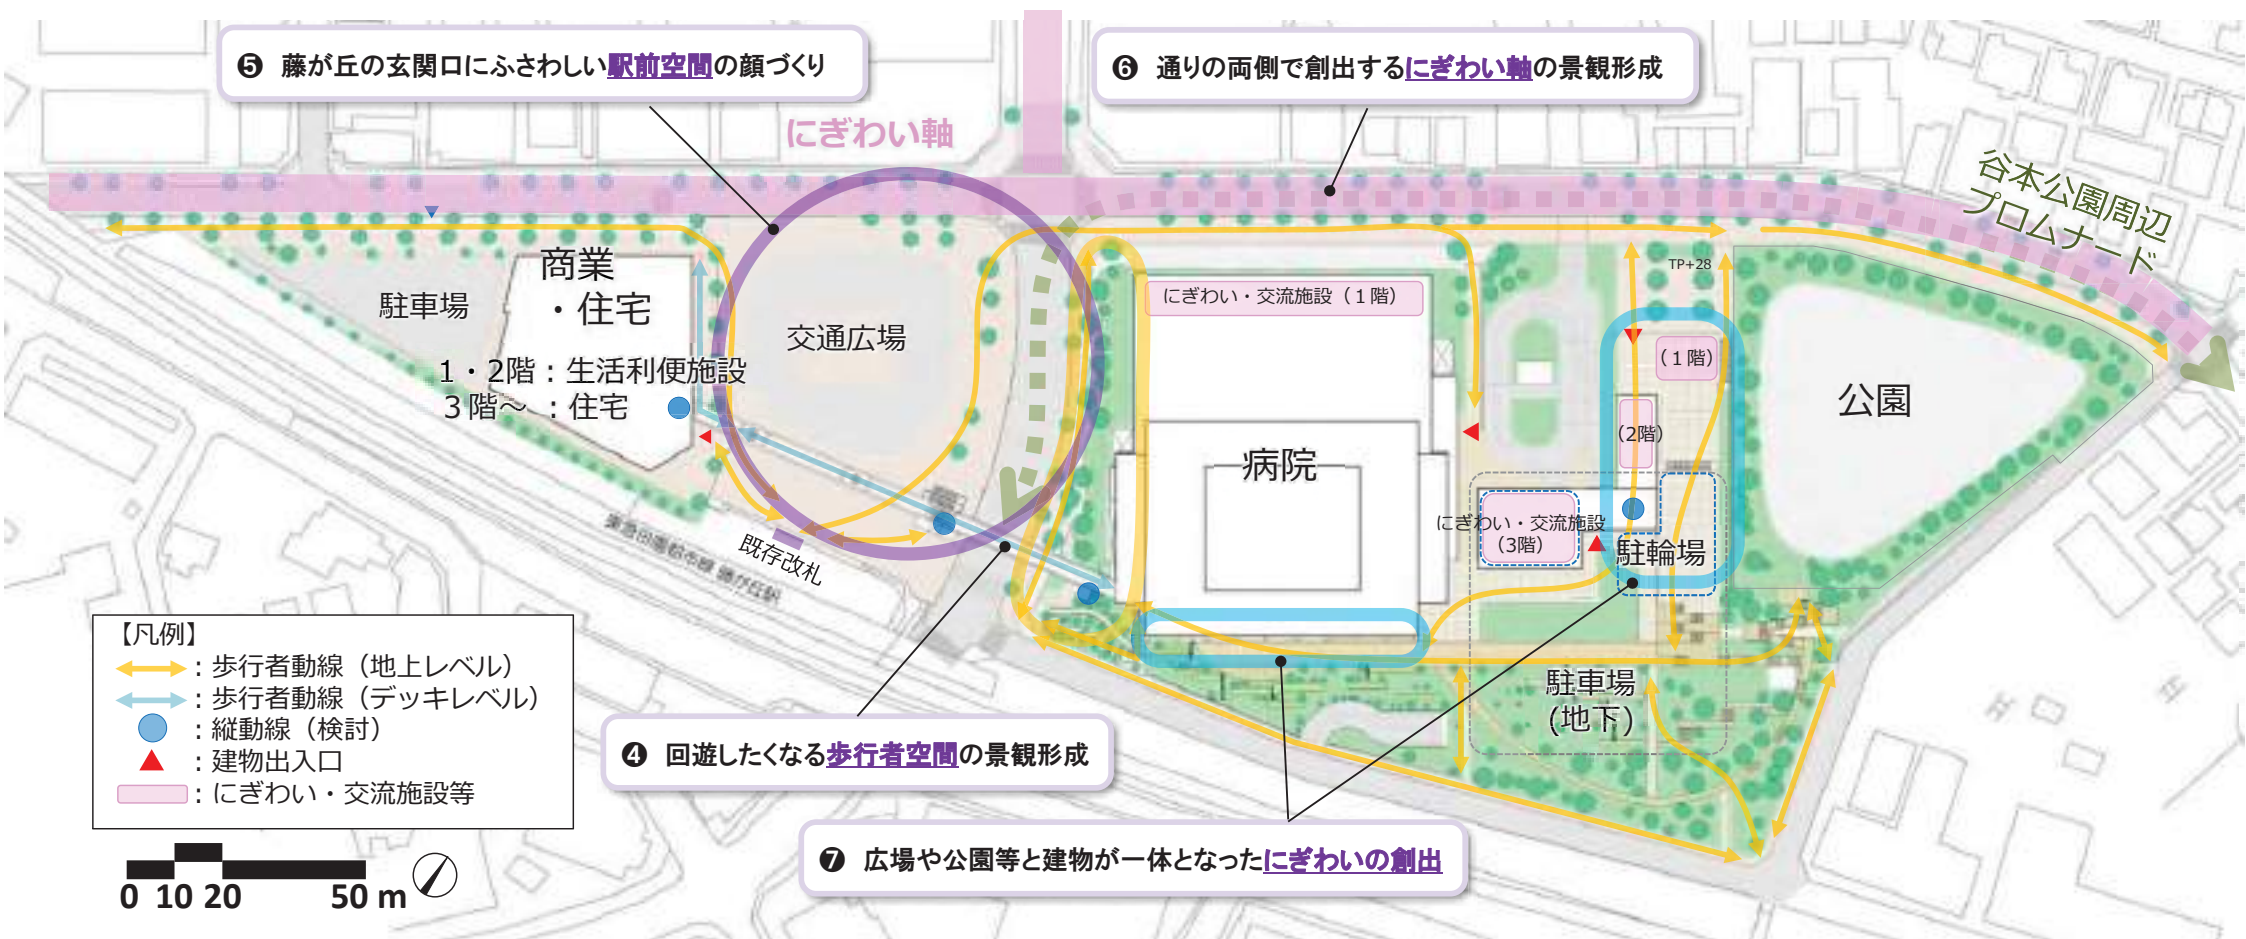 ❺ 藤が丘の玄関口にふさわしい駅前空間の顔づくり
❻ 通りの両側で創出するにぎわい軸の景観形成
にぎわい軸
谷本公園周辺
プロムナード
商業
・住宅
駐車場
1・2階：生活利便施設
3階～ ：住宅
交通広場
にぎわい・交流施設（1階）
TP+28
（1階）
（2階）
公園
病院
にぎわい・交流施設
（3階）
駐輪場
既存改札
東急田園都市線 藤が丘駅
駐車場
(地下)
【凡例】
：歩行者動線（地上レベル）
：歩行者動線（デッキレベル）
：縦動線（検討）
：建物出入口
：にぎわい・交流施設等
❹ 回遊したくなる歩行者空間の景観形成
❼ 広場や公園等と建物が一体となったにぎわいの創出
0 10 20 50 m